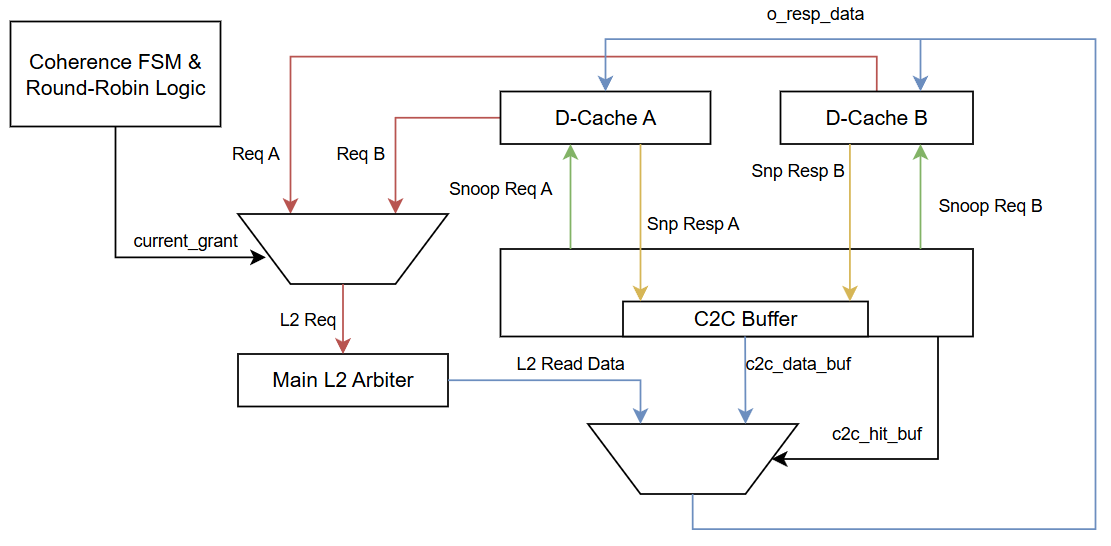 o_resp_data
Coherence FSM &
Round-Robin Logic
D-Cache A
D-Cache B
Req A
Req B
Snoop Req A
Snp Resp B
Snp Resp A
Snoop Req B
current_grant
L2 Req
C2C Buffer
Main L2 Arbiter
L2 Read Data
c2c_data_buf
c2c_hit_buf